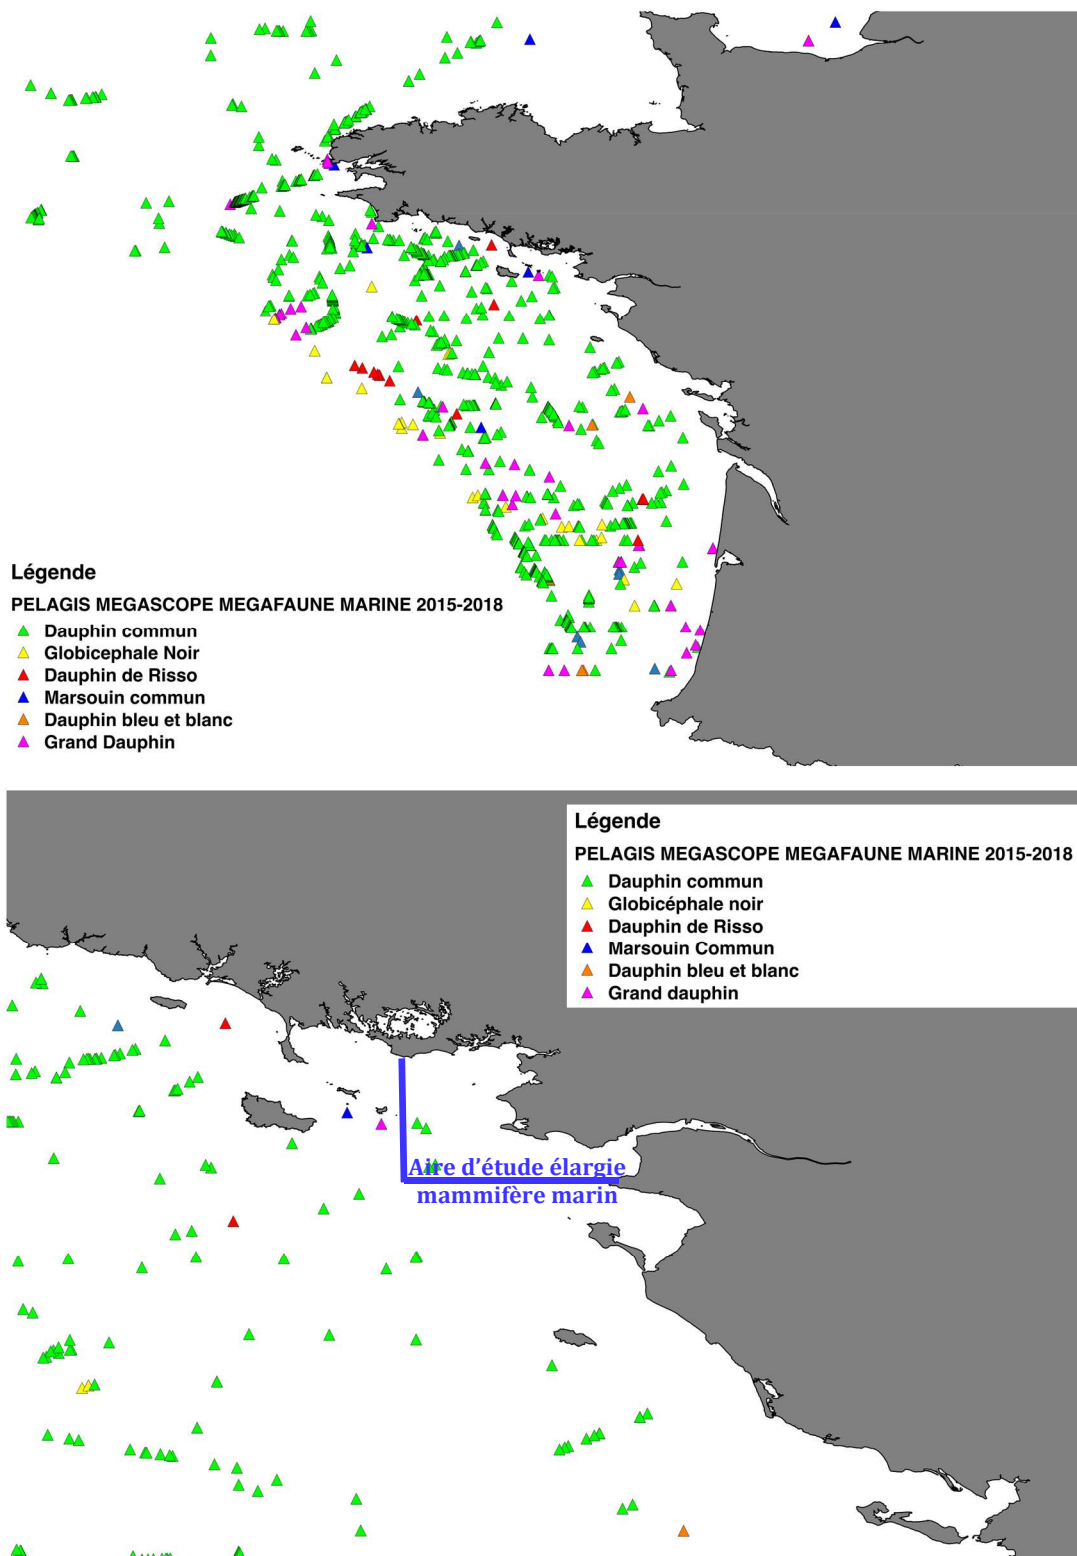 Légende
PELAGIS MEGASCOPE MEGAFAUNE MARINE 2015-2018
Dauphin commun
Globicephale Noir
Dauphin de Risso
Marsouin commun
Dauphin bleu et blanc
Grand Dauphin
Légende
PELAGIS MEGASCOPE MEGAFAUNE MARINE 2015-2018
Dauphin commun
Globicéphale noir
Dauphin de Risso
Marsouin Commun
Dauphin bleu et blanc
Grand dauphin
Aire d'étude élargie
mammifère marin